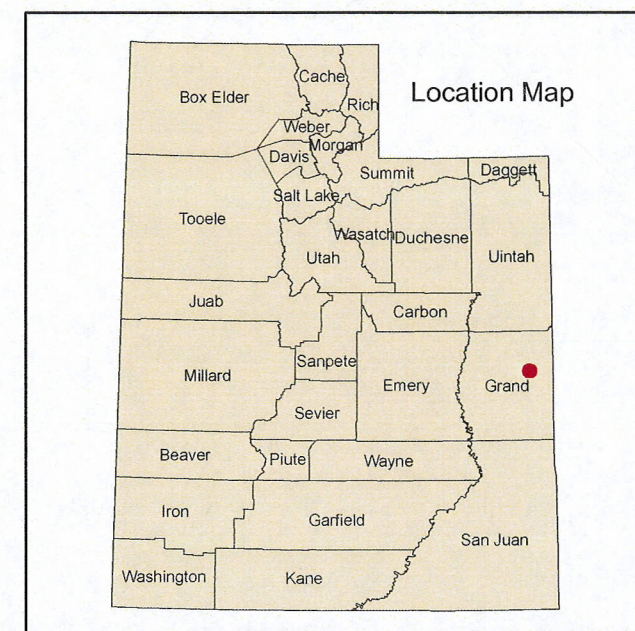 Location Map
Cache
Box Elder
Rich
Weber
Morgan
Davis
Summit
Daggett
Salt Lake
Tooele
Wasatch
Duchesne
Utah
Uintah
Juab
Carbon
Sanpete
Millard
Emery
Grand
Sevier
Beaver
Piute
Wayne
Iron
Garfield
San Juan
Washington
Kane